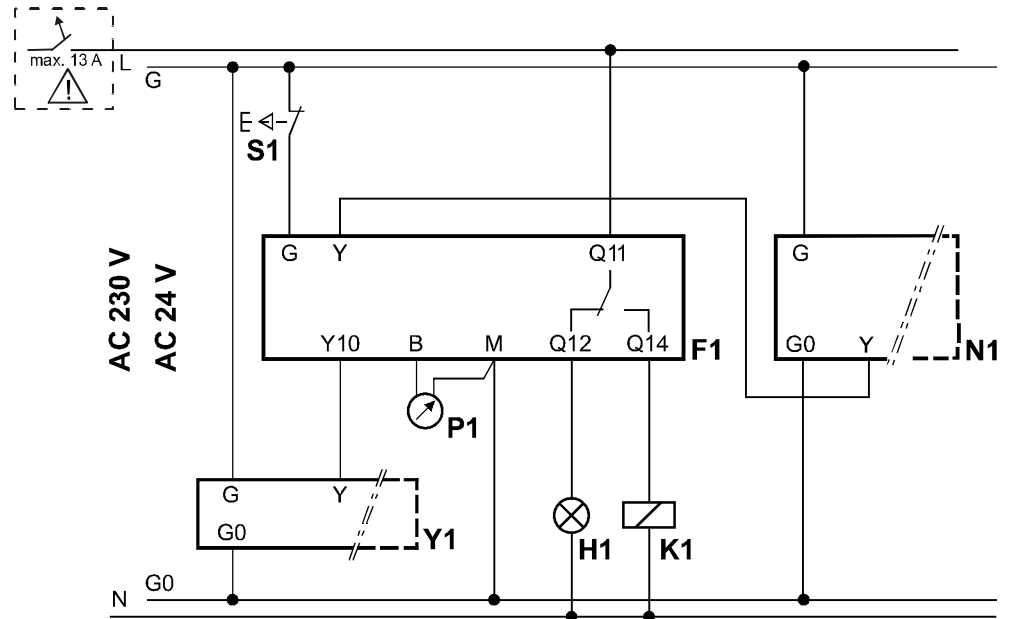 max. 13 A
L
G
S1
AC 230 V
AC 24 V
G Y Q11
G
Y10 B M Q12 Q14
F1
G0 Y
N1
P1
G Y
G0
Y1
H1
K1
G0
N